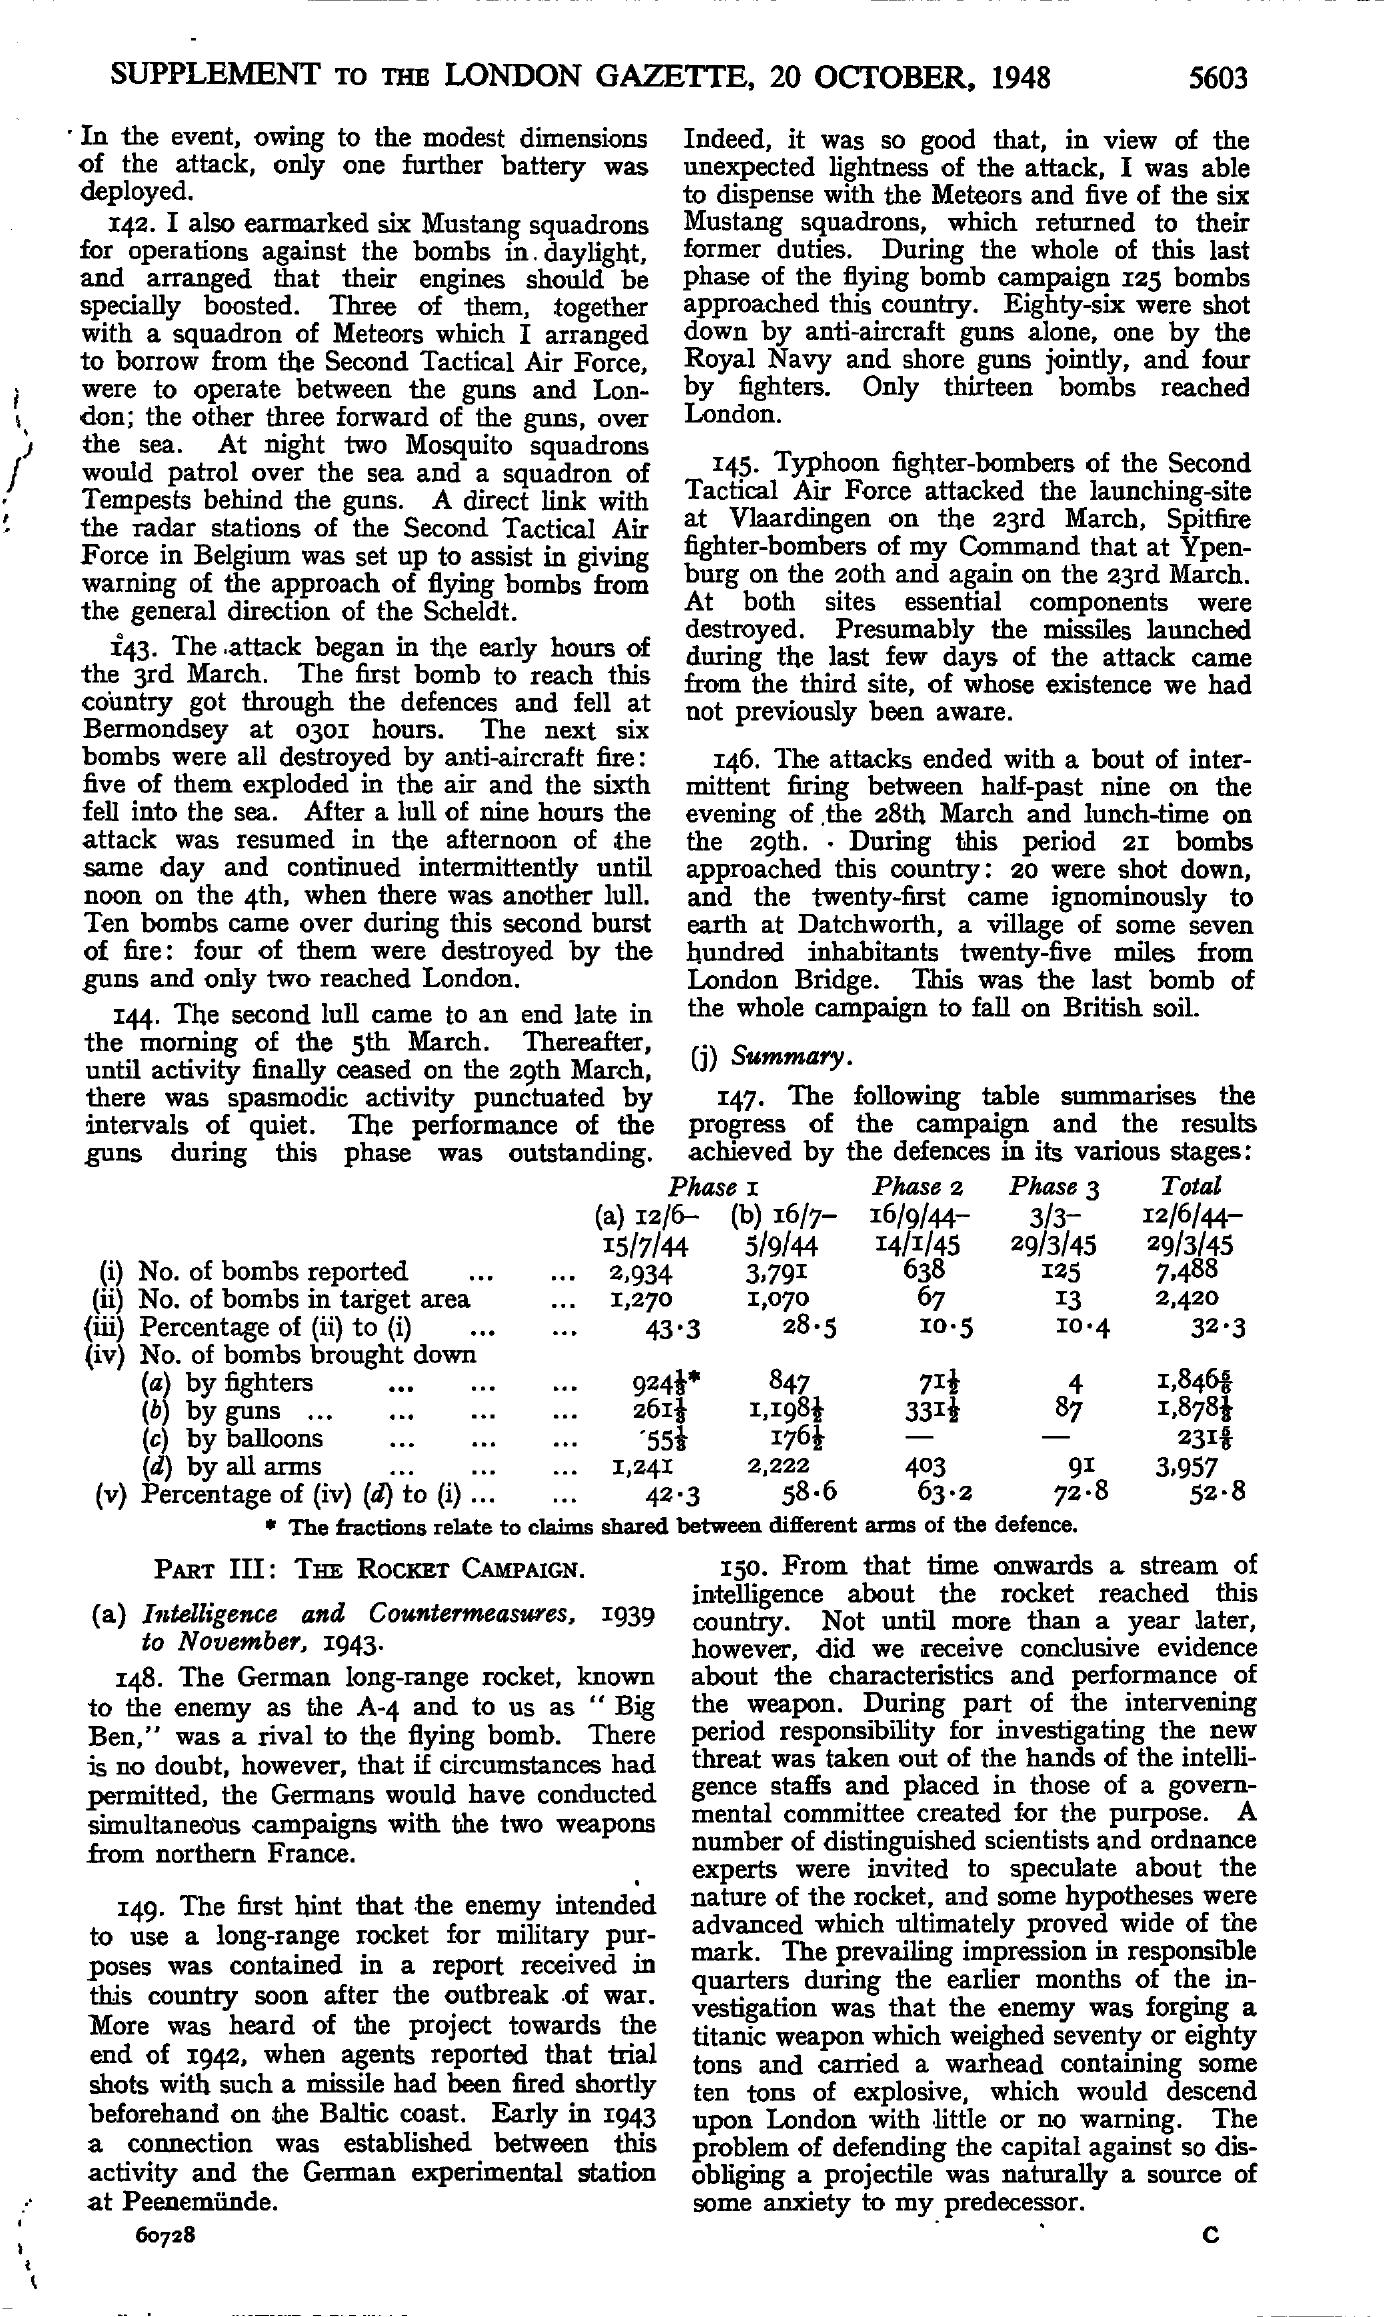 SUPPLEMENT TO THE LONDON GAZETTE, 20 OCTOBER, 1948 5603
In the event, owing to the modest dimensions
of the attack, only one further battery was
deployed.
142. I also earmarked six Mustang squadrons
for operations against the bombs in daylight,
and arranged that their engines should be
specially boosted. Three of them, together
with a squadron of Meteors which I arranged
to borrow from the Second Tactical Air Force,
were to operate between the guns and Lon-
don; the other three forward of the guns, over
the sea. At night two Mosquito squadrons
would patrol over the sea and a squadron of
Tempests behind the guns. A direct link with
the radar stations of the Second Tactical Air
Force in Belgium was set up to assist in giving
warning of the approach of flying bombs from
the general direction of the Scheldt.
143. The attack began in the early hours of
the 3rd March. The first bomb to reach this
country got through the defences and fell at
Bermondsey at 0301 hours. The next six
bombs were all destroyed by anti-aircraft fire:
five of them exploded in the air and the sixth
fell into the sea. After a lull of nine hours the
attack was resumed in the afternoon of the
same day and continued intermittently until
noon on the 4th, when there was another lull.
Ten bombs came over during this second burst
of fire: four of them were destroyed by the
guns and only two reached London.
144. The second lull came to an end late in
the morning of the 5th March. Thereafter,
until activity finally ceased on the 29th March,
there was spasmodic activity punctuated by
intervals of quiet. The performance of the
guns during this phase was outstanding.
Indeed, it was so good that, in view of the
unexpected lightness of the attack, I was able
to dispense with the Meteors and five of the six
Mustang squadrons, which returned to their
former duties. During the whole of this last
phase of the flying bomb campaign 125 bombs
approached this country. Eighty-six were shot
down by anti-aircraft guns alone, one by the
Royal Navy and shore guns jointly, and four
by fighters. Only thirteen bombs reached
London.
145. Typhoon fighter-bombers of the Second
Tactical Air Force attacked the launching-site
at Vlaardingen on the 23rd March, Spitfire
fighter-bombers of my Command that at Ypen-
burg on the 20th and again on the 23rd March.
At both sites essential components were
destroyed. Presumably the missiles launched
during the last few days of the attack came
from the third site, of whose existence we had
not previously been aware.
146. The attacks ended with a bout of inter-
mittent firing between half-past nine on the
evening of the 28th March and lunch-time on
the 29th. During this period 21 bombs
approached this country: 20 were shot down,
and the twenty-first came ignominously to
earth at Datchworth, a village of some seven
hundred inhabitants twenty-five miles from
London Bridge. This was the last bomb of
the whole campaign to fall on British soil.
(j) Summary.
147. The following table summarises the
progress of the campaign and the results
achieved by the defences in its various stages:
Phase 1 Phase 2 Phase 3 Total
(a) 12/6– (b) 16/7– 16/9/44– 3/3– 12/6/44–
15/7/44 5/9/44 14/1/45 29/3/45 29/3/45
(i) No. of bombs reported ... ... 2,934 3,791 638 125 7,488
(ii) No. of bombs in target area ... 1,270 1,070 67 13 2,420
(iii) Percentage of (ii) to (i) ... ... 43·3 28·5 10·5 10·4 32·3
(iv) No. of bombs brought down
(a) by fighters ... ... ... 924⅓* 847 71½ 4 1,846⅚
(b) by guns ... ... ... ... 261⅓ 1,198½ 331½ 87 1,878⅓
(c) by balloons ... ... ... 55⅓ 176½ — — 231⅚
(d) by all arms ... ... ... 1,241 2,222 403 91 3,957
(v) Percentage of (iv) (d) to (i) ... ... 42·3 58·6 63·2 72·8 52·8
* The fractions relate to claims shared between different arms of the defence.
PART III: THE ROCKET CAMPAIGN.
(a) Intelligence and Countermeasures, 1939
to November, 1943.
148. The German long-range rocket, known
to the enemy as the A-4 and to us as “ Big
Ben,” was a rival to the flying bomb. There
is no doubt, however, that if circumstances had
permitted, the Germans would have conducted
simultaneous campaigns with the two weapons
from northern France.
149. The first hint that the enemy intended
to use a long-range rocket for military pur-
poses was contained in a report received in
this country soon after the outbreak of war.
More was heard of the project towards the
end of 1942, when agents reported that trial
shots with such a missile had been fired shortly
beforehand on the Baltic coast. Early in 1943
a connection was established between this
activity and the German experimental station
at Peenemünde.
150. From that time onwards a stream of
intelligence about the rocket reached this
country. Not until more than a year later,
however, did we receive conclusive evidence
about the characteristics and performance of
the weapon. During part of the intervening
period responsibility for investigating the new
threat was taken out of the hands of the intelli-
gence staffs and placed in those of a govern-
mental committee created for the purpose. A
number of distinguished scientists and ordnance
experts were invited to speculate about the
nature of the rocket, and some hypotheses were
advanced which ultimately proved wide of the
mark. The prevailing impression in responsible
quarters during the earlier months of the in-
vestigation was that the enemy was forging a
titanic weapon which weighed seventy or eighty
tons and carried a warhead containing some
ten tons of explosive, which would descend
upon London with little or no warning. The
problem of defending the capital against so dis-
obliging a projectile was naturally a source of
some anxiety to my predecessor.
60728 C